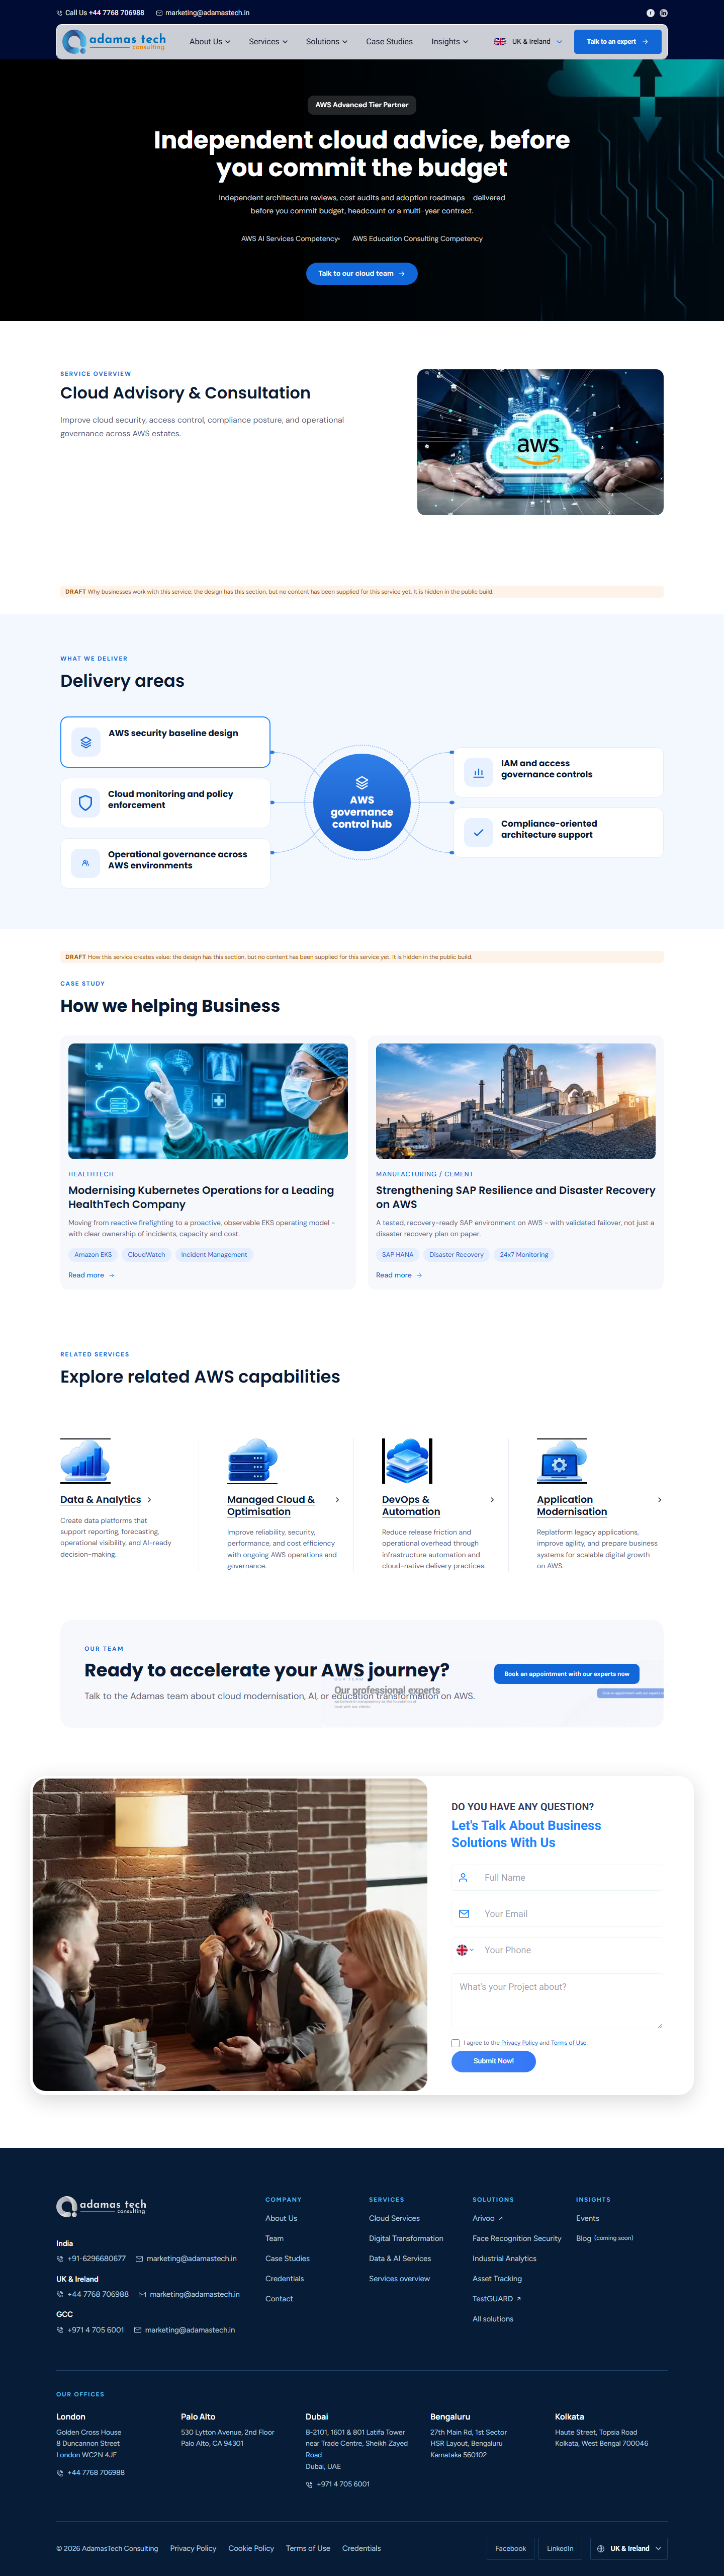 Call Us +44 7768 706988 marketing@adamastech.in
adamas tech
consulting
About Us Services Solutions Case Studies Insights UK & Ireland Talk to an expert
AWS Advanced Tier Partner
Independent cloud advice, before
you commit the budget
Independent architecture reviews, cost audits and adoption roadmaps - delivered
before you commit budget, headcount or a multi-year contract.
AWS AI Services Competency• AWS Education Consulting Competency
Talk to our cloud team
SERVICE OVERVIEW
Cloud Advisory & Consultation
Improve cloud security, access control, compliance posture, and operational
governance across AWS estates.
aws
DRAFT Why businesses work with this service: the design has this section, but no content has been supplied for this service yet. It is hidden in the public build.
WHAT WE DELIVER
Delivery areas
AWS security baseline design
Cloud monitoring and policy
enforcement
Operational governance across
AWS environments
AWS
governance
control hub
IAM and access
governance controls
Compliance-oriented
architecture support
DRAFT How this service creates value: the design has this section, but no content has been supplied for this service yet. It is hidden in the public build.
CASE STUDY
How we helping Business
HEALTHTECH
Modernising Kubernetes Operations for a Leading
HealthTech Company
Moving from reactive firefighting to a proactive, observable EKS operating model -
with clear ownership of incidents, capacity and cost.
Amazon EKS CloudWatch Incident Management
Read more
MANUFACTURING / CEMENT
Strengthening SAP Resilience and Disaster Recovery
on AWS
A tested, recovery-ready SAP environment on AWS - with validated failover, not just a
disaster recovery plan on paper.
SAP HANA Disaster Recovery 24x7 Monitoring
Read more
RELATED SERVICES
Explore related AWS capabilities
Data & Analytics
Create data platforms that
support reporting, forecasting,
operational visibility, and AI-ready
decision-making.
Managed Cloud &
Optimisation
Improve reliability, security,
performance, and cost efficiency
with ongoing AWS operations and
governance.
DevOps &
Automation
Reduce release friction and
operational overhead through
infrastructure automation and
cloud-native delivery practices.
Application
Modernisation
Replatform legacy applications,
improve agility, and prepare business
systems for scalable digital growth
on AWS.
OUR TEAM
Ready to accelerate your AWS journey?
Talk to the Adamas team about cloud modernisation, AI, or education transformation on AWS.
Our professional experts
Book an appointment with our experts now
DO YOU HAVE ANY QUESTION?
Let's Talk About Business
Solutions With Us
Full Name
Your Email
Your Phone
What's your Project about?
I agree to the Privacy Policy and Terms of Use.
Submit Now!
adamas tech
consulting
India
+91-6296680677 marketing@adamastech.in
UK & Ireland
+44 7768 706988 marketing@adamastech.in
GCC
+971 4 705 6001 marketing@adamastech.in
COMPANY
About Us
Team
Case Studies
Credentials
Contact
SERVICES
Cloud Services
Digital Transformation
Data & AI Services
Services overview
SOLUTIONS
Arivoo
Face Recognition Security
Industrial Analytics
Asset Tracking
TestGUARD
All solutions
INSIGHTS
Events
Blog (coming soon)
OUR OFFICES
London
Golden Cross House
8 Duncannon Street
London WC2N 4JF
+44 7768 706988
Palo Alto
530 Lytton Avenue, 2nd Floor
Palo Alto, CA 94301
Dubai
B-2101, 1601 & 801 Latifa Tower
near Trade Centre, Sheikh Zayed
Road
Dubai, UAE
+971 4 705 6001
Bengaluru
27th Main Rd, 1st Sector
HSR Layout, Bengaluru
Karnataka 560102
Kolkata
Haute Street, Topsia Road
Kolkata, West Bengal 700046
© 2026 AdamasTech Consulting Privacy Policy Cookie Policy Terms of Use Credentials
Facebook LinkedIn UK & Ireland